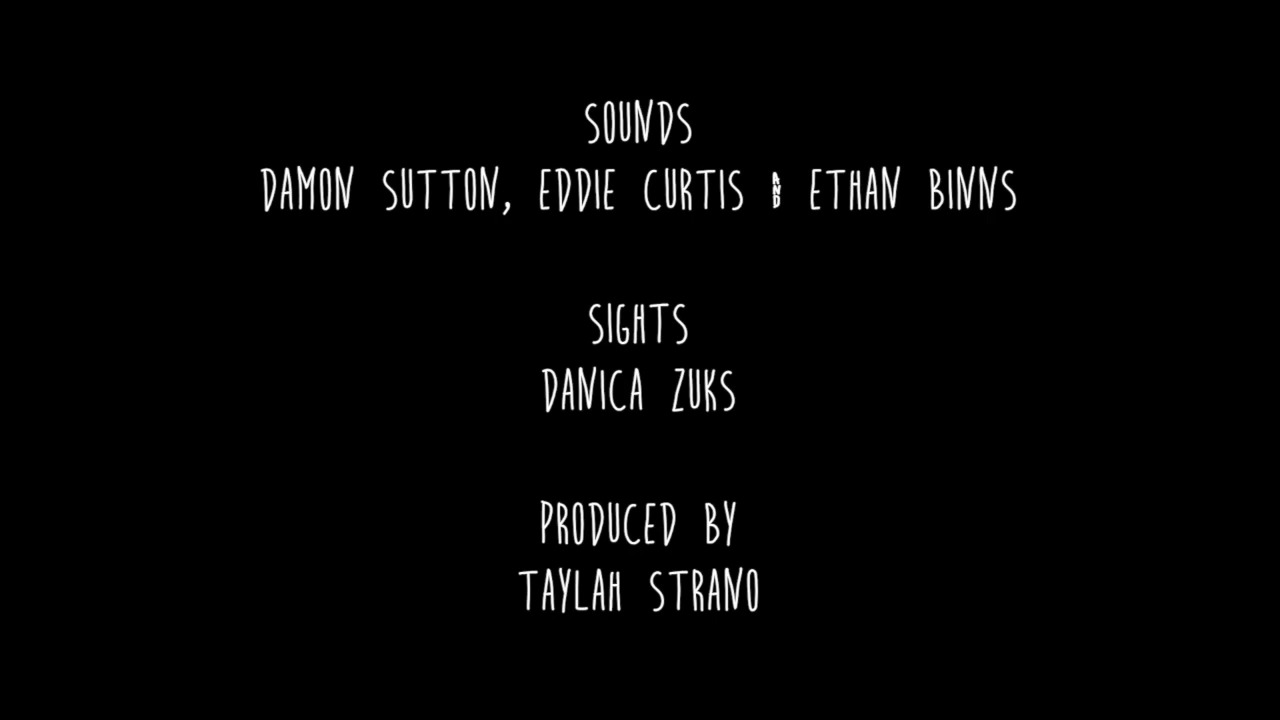 SOUNDS
DAMON SUTTON, EDDIE CURTIS AND ETHAN BINNS
SIGHTS
DANICA ZUKS
PRODUCED BY
TAYLAH STRANO